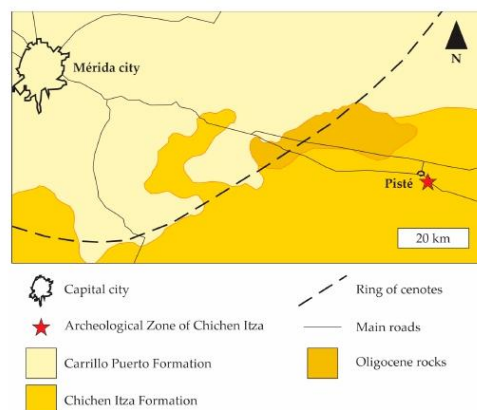 Mérida city
N
Pisté
20 km
Capital city
Ring of cenotes
Archeological Zone of Chichen Itza
Main roads
Carrillo Puerto Formation
Oligocene rocks
Chichen Itza Formation